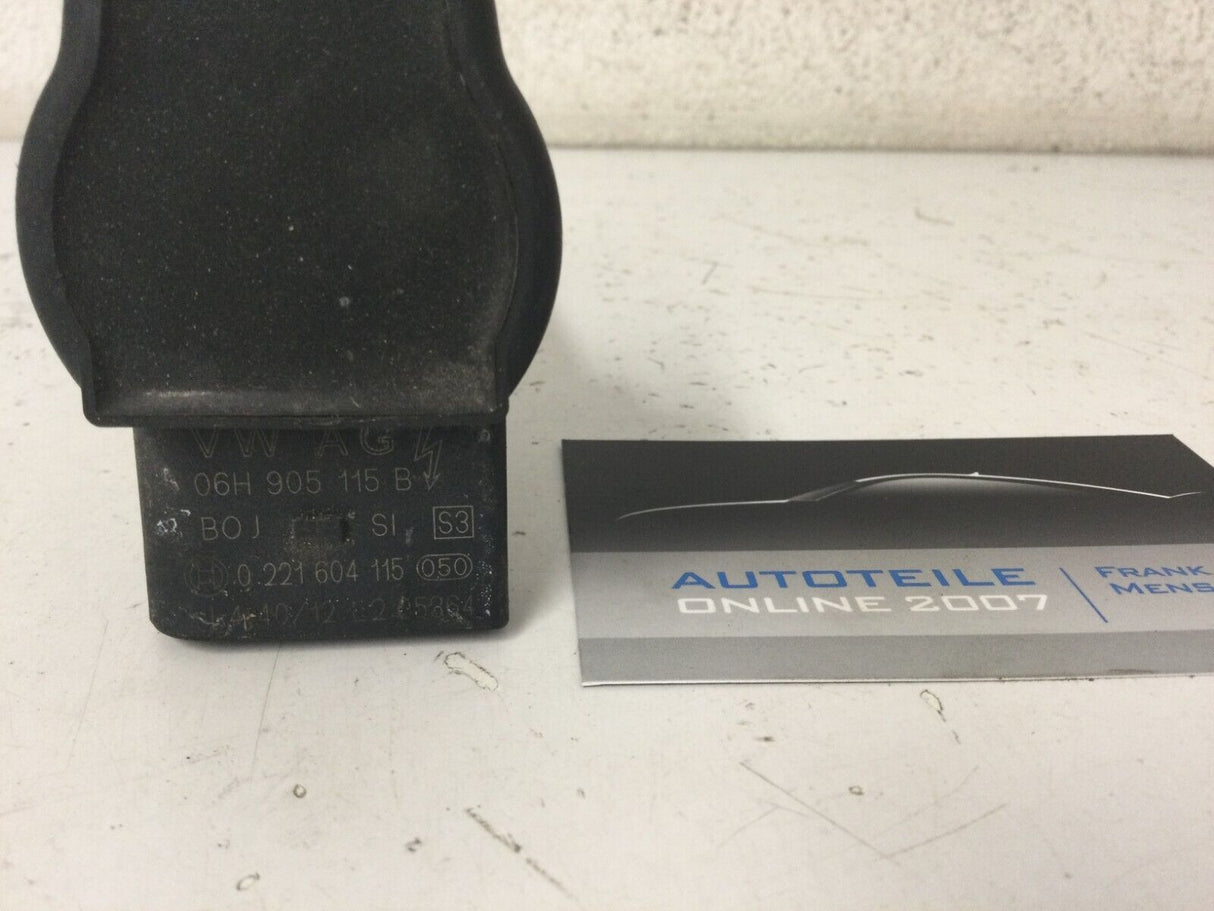 VW AG
06H 905 115 B
BOJ SI S3
0 221 604 115 050
AUTOTEILE
ONLINE 2007
FRANK
MENS